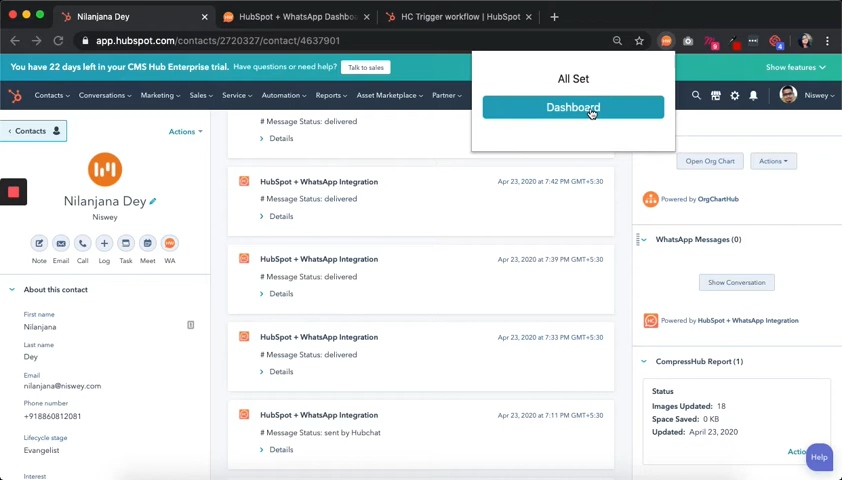 Nilanjana Dey
HubSpot + WhatsApp Dashboa
HC Trigger workflow | HubSpot
app.hubspot.com/contacts/2720327/contact/4637901
You have 22 days left in your CMS Hub Enterprise trial. Have questions or need help? Talk to sales
Show features
Contacts Conversations Marketing Sales Service Automation Reports Asset Marketplace Partner
Niswey
All Set
Dashboard
Contacts
Actions
Nilanjana Dey
Niswey
Note Email Call Log Task Meet WA
About this contact
First name
Nilanjana
Last name
Dey
Email
nilanjana@niswey.com
Phone number
+918860812081
Lifecycle stage
Evangelist
Interest
# Message Status: delivered
Details
HubSpot + WhatsApp Integration Apr 23, 2020 at 7:42 PM GMT+5:30
# Message Status: delivered
Details
HubSpot + WhatsApp Integration Apr 23, 2020 at 7:39 PM GMT+5:30
# Message Status: delivered
Details
HubSpot + WhatsApp Integration Apr 23, 2020 at 7:33 PM GMT+5:30
# Message Status: delivered
Details
HubSpot + WhatsApp Integration Apr 23, 2020 at 7:11 PM GMT+5:30
# Message Status: sent by Hubchat
Details
Open Org Chart Actions
Powered by OrgChartHub
WhatsApp Messages (0)
Show Conversation
HC Powered by HubSpot + WhatsApp Integration
CompressHub Report (1)
Status
Images Updated: 18
Space Saved: 0 KB
Updated: April 23, 2020
Actio
Help